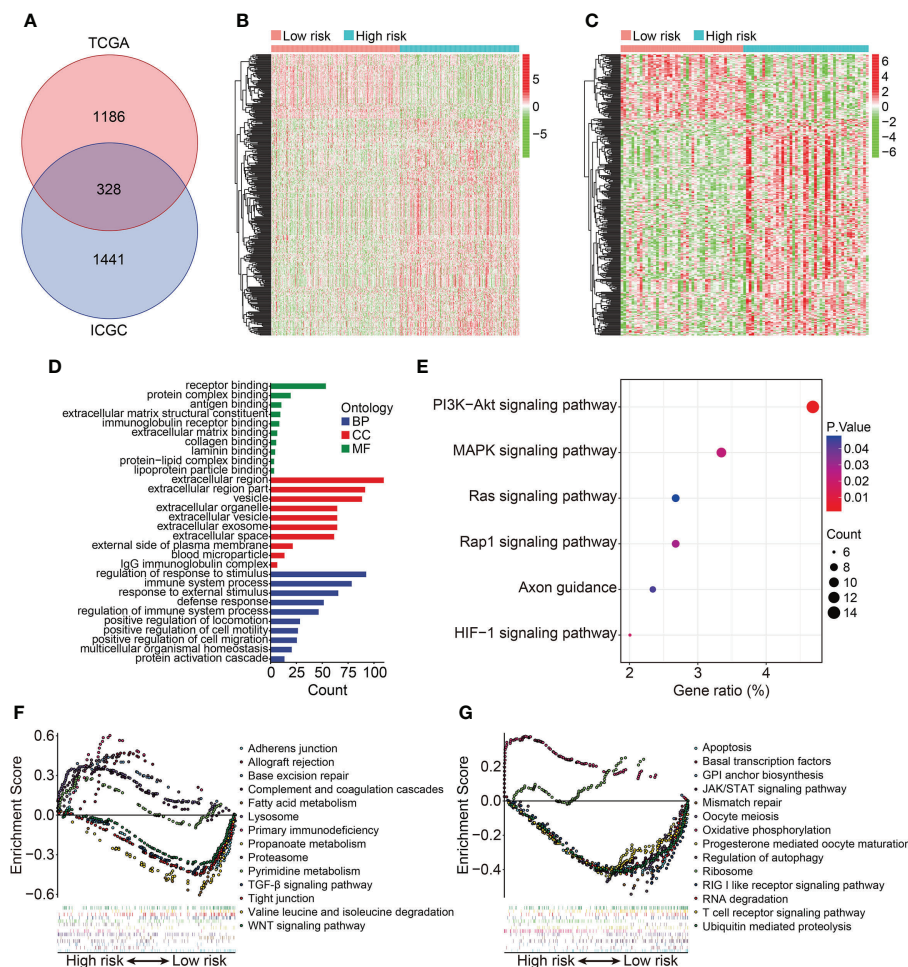 A
TCGA
1186
328
1441
ICGC
B
Low risk High risk
5
0
−5
C
Low risk High risk
6
4
2
0
−2
−4
−6
D
receptor binding
protein complex binding
antigen binding
extracellular matrix structural constituent
immunoglobulin receptor binding
extracellular matrix binding
collagen binding
laminin binding
protein−lipid complex binding
lipoprotein particle binding
extracellular region
extracellular region part
vesicle
extracellular organelle
extracellular vesicle
extracellular exosome
extracellular space
external side of plasma membrane
blood microparticle
IgG immunoglobulin complex
regulation of response to stimulus
immune system process
response to external stimulus
defense response
regulation of immune system process
positive regulation of locomotion
positive regulation of cell motility
positive regulation of cell migration
multicellular organismal homeostasis
protein activation cascade
0 25 50 75 100
Count
Ontology
BP
CC
MF
E
PI3K−Akt signaling pathway
MAPK signaling pathway
Ras signaling pathway
Rap1 signaling pathway
Axon guidance
HIF−1 signaling pathway
2 3 4
Gene ratio (%)
P.Value
0.04
0.03
0.02
0.01
Count
6
8
10
12
14
F
Enrichment Score
0.6
0.3
0.0
−0.3
−0.6
Adherens junction
Allograft rejection
Base excision repair
Complement and coagulation cascades
Fatty acid metabolism
Lysosome
Primary immunodeficiency
Propanoate metabolism
Proteasome
Pyrimidine metabolism
TGF-β signaling pathway
Tight junction
Valine leucine and isoleucine degradation
WNT signaling pathway
High risk ⟷ Low risk
G
Enrichment Score
0.2
0.0
−0.2
−0.4
Apoptosis
Basal transcription factors
GPI anchor biosynthesis
JAK/STAT signaling pathway
Mismatch repair
Oocyte meiosis
Oxidative phosphorylation
Progesterone mediated oocyte maturation
Regulation of autophagy
Ribosome
RIG I like receptor signaling pathway
RNA degradation
T cell receptor signaling pathway
Ubiquitin mediated proteolysis
High risk ⟷ Low risk